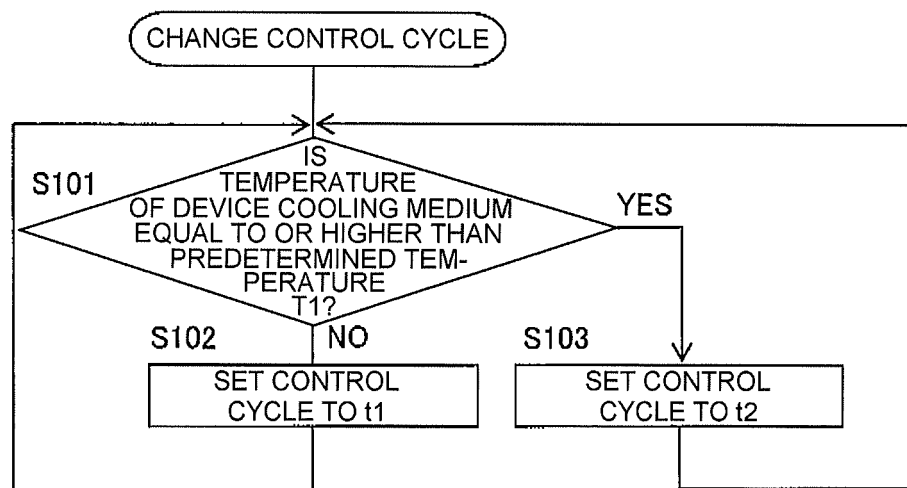 CHANGE CONTROL CYCLE
S101
IS
TEMPERATURE
OF DEVICE COOLING MEDIUM
EQUAL TO OR HIGHER THAN
PREDETERMINED TEM-
PERATURE
T1?
YES
NO
S102
SET CONTROL
CYCLE TO t1
S103
SET CONTROL
CYCLE TO t2